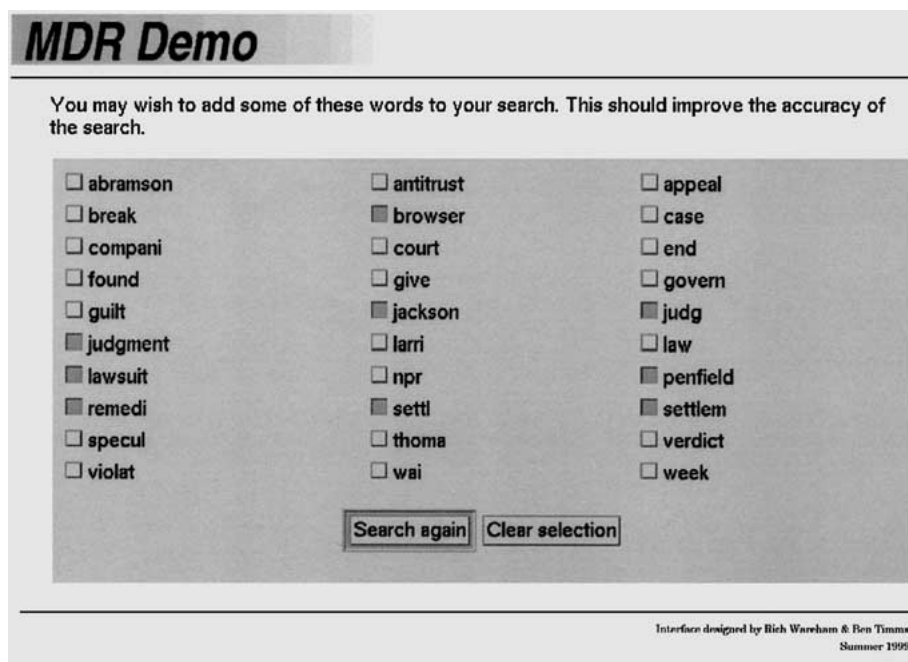 MDR Demo
You may wish to add some of these words to your search. This should improve the accuracy of
the search.
abramson antitrust appeal
break browser case
compani court end
found give govern
guilt jackson judg
judgment larri law
lawsuit npr penfield
remedi settl settlem
specul thoma verdict
violat wai week
Search again Clear selection
Interface designed by Rich Wareham & Ben Timms
Summer 1999